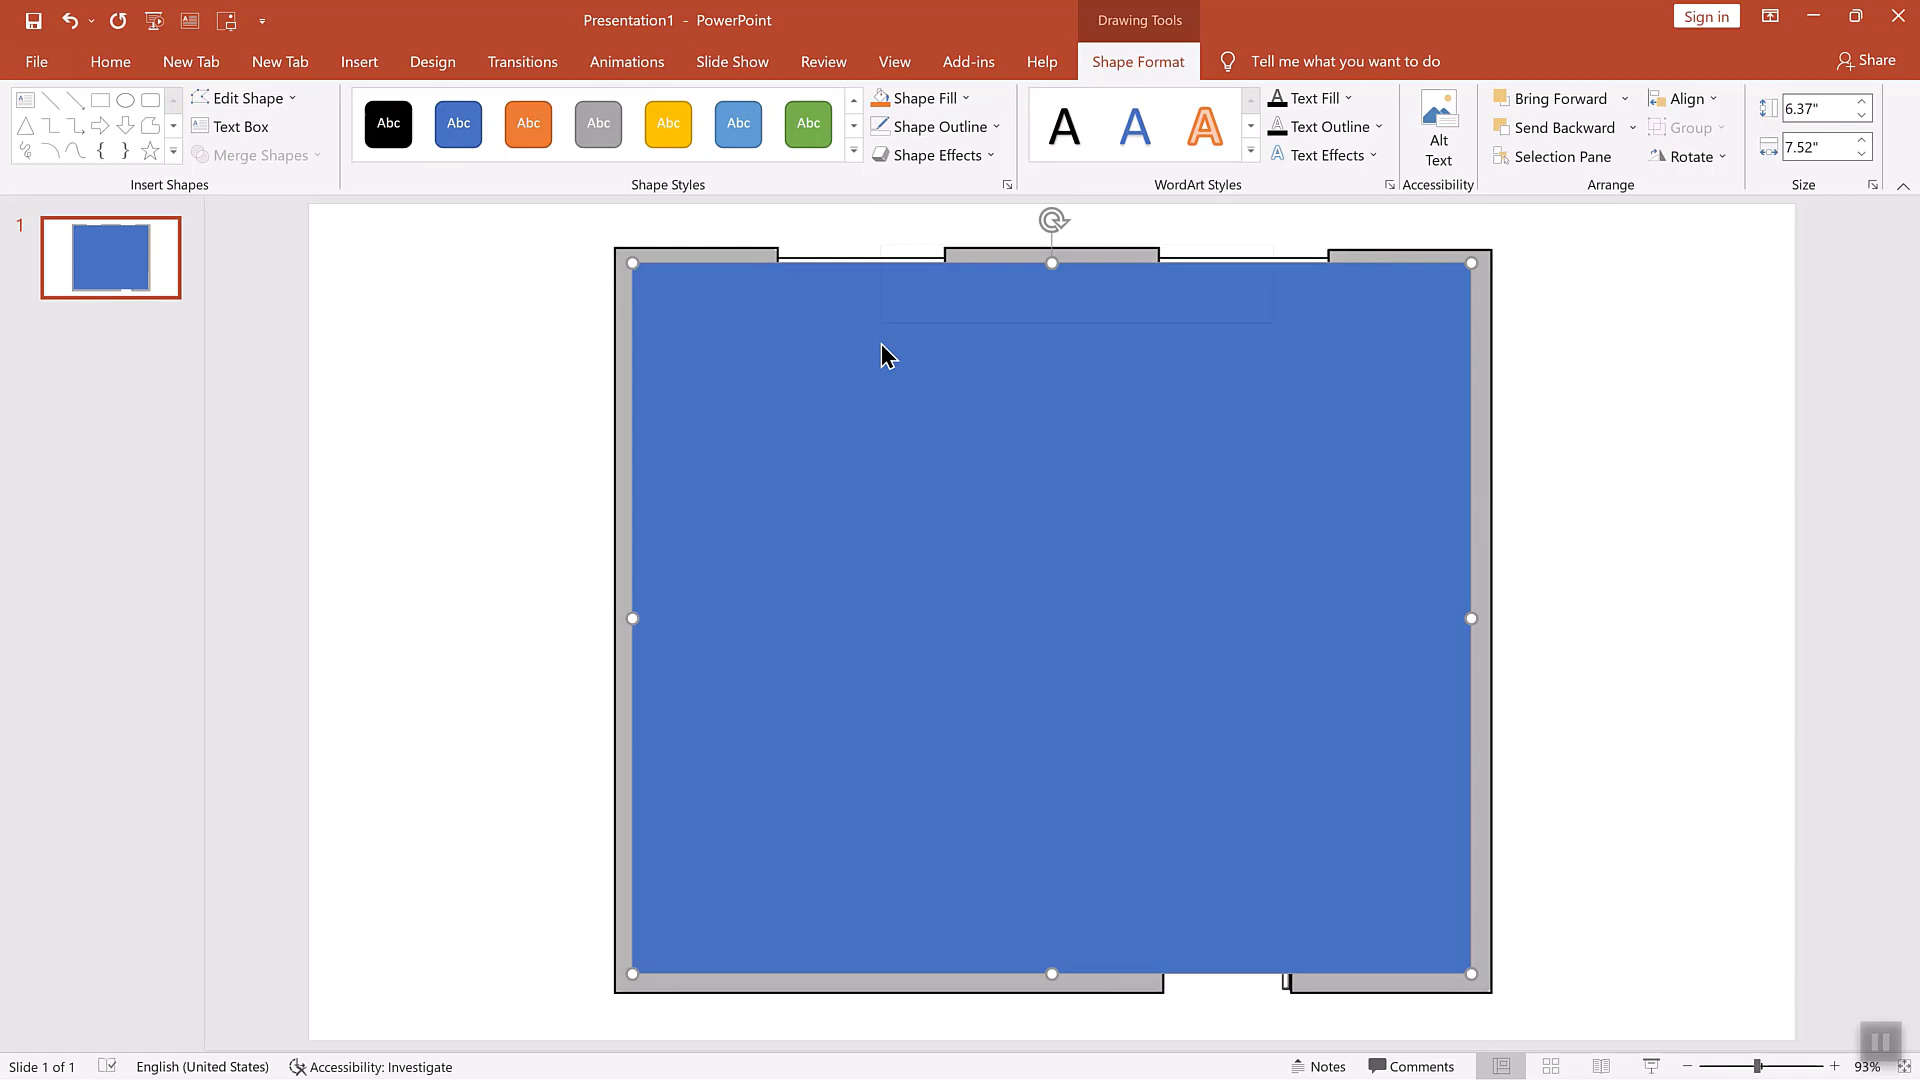 Presentation1 - PowerPoint
Drawing Tools
Sign in
File Home New Tab New Tab Insert Design Transitions Animations Slide Show Review View Add-ins Help Shape Format Tell me what you want to do Share
Edit Shape
Text Box
Merge Shapes
Insert Shapes
Abc Abc Abc Abc Abc Abc Abc
Shape Fill
Shape Outline
Shape Effects
Shape Styles
A A A
Text Fill
Text Outline
Text Effects
WordArt Styles
Alt
Text
Accessibility
Bring Forward
Send Backward
Selection Pane
Align
Group
Rotate
Arrange
6.37"
7.52"
Size
1
Slide 1 of 1 English (United States) Accessibility: Investigate Notes Comments 93%